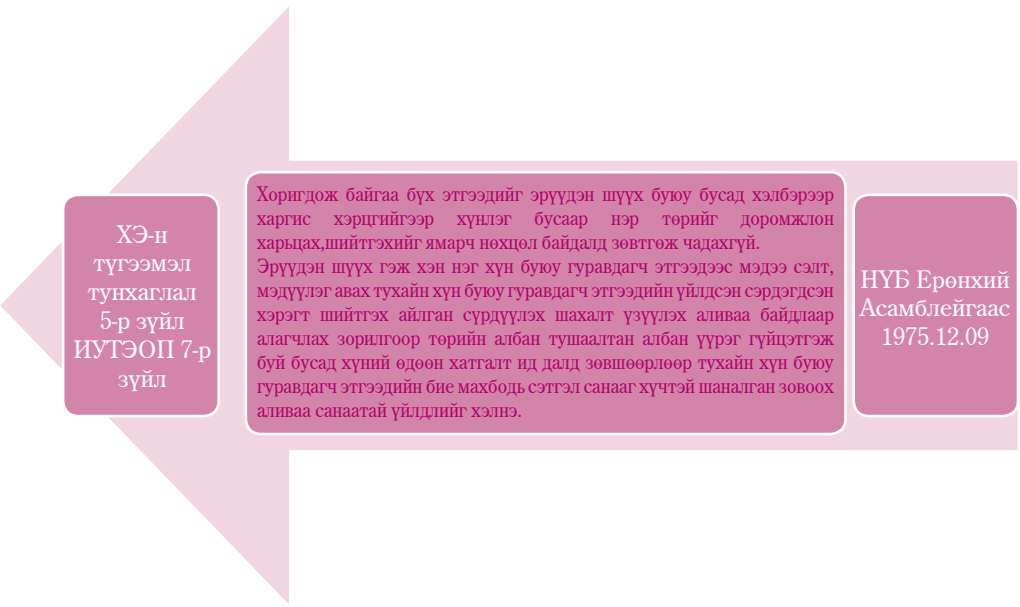 ХЭ-н
түгээмэл
тунхаглал
5-р зүйл
ИУТЭОП 7-р
зүйл
Хоригдож байгаа бүх этгээдийг эрүүдэн шүүх буюу бусад хэлбэрээр
харгис хэрцгийгээр хүнлэг бусаар нэр төрийг доромжлон
харьцах,шийтгэхийг ямарч нөхцөл байдалд зөвтгөж чадахгүй.
Эрүүдэн шүүх гэж хэн нэг хүн буюу гуравдагч этгээдээс мэдээ сэлт,
мэдүүлэг авах тухайн хүн буюу гуравдагч этгээдийн үйлдсэн сэрдэгдсэн
хэрэгт шийтгэх айлган сүрдүүлэх шахалт үзүүлэх аливаа байдлаар
алагчлах зорилгоор төрийн албан тушаалтан албан үүрэг гүйцэтгэж
буй бусад хүний өдөөн хатгалт ид далд зөвшөөрлөөр тухайн хүн буюу
гуравдагч этгээдийн бие махбодь сэтгэл санааг хүчтэй шаналган зовоох
аливаа санаатай үйлдлийг хэлнэ.
НҮБ Ерөнхий
Асамблейгаас
1975.12.09